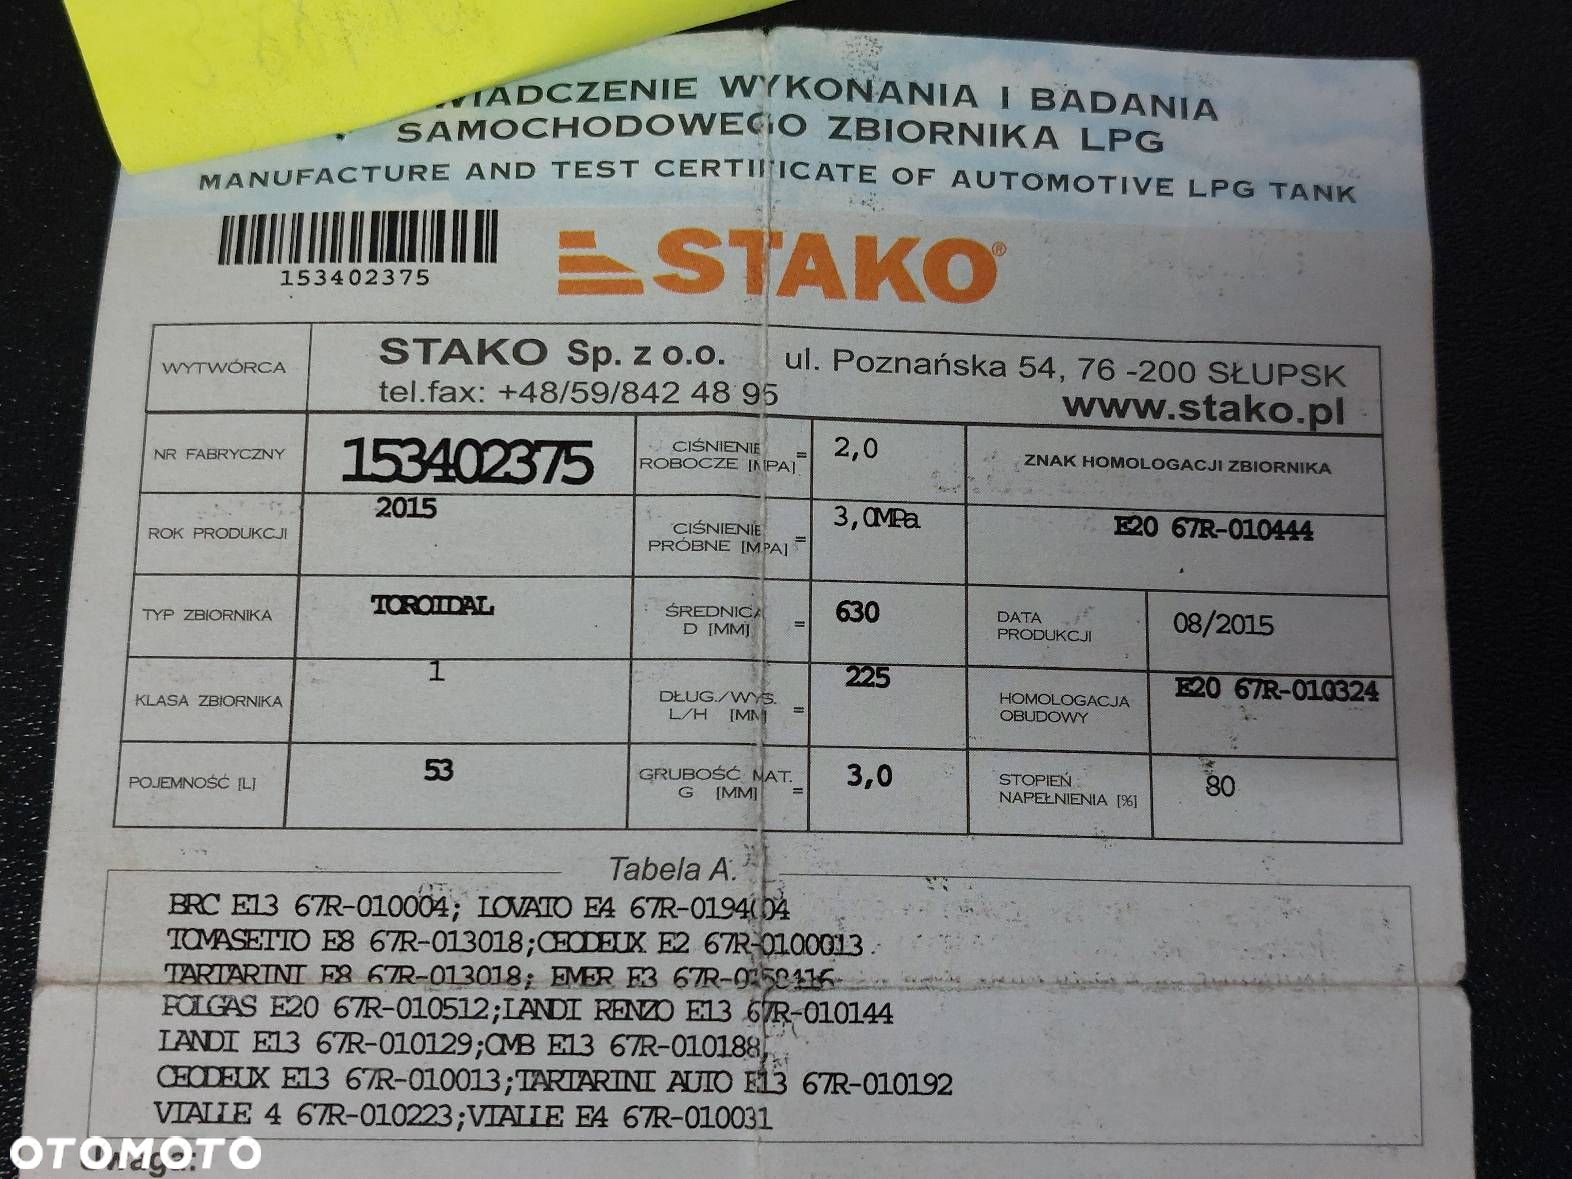 WIADCZENIE WYKONANIA I BADANIA
SAMOCHODOWEGO ZBIORNIKA LPG
MANUFACTURE AND TEST CERTIFICATE OF AUTOMOTIVE LPG TANK
153402375
STAKO®
WYTWÓRCA
STAKO Sp. z o.o. ul. Poznańska 54, 76 -200 SŁUPSK
tel.fax: +48/59/842 48 95 www.stako.pl
NR FABRYCZNY 153402375 CIŚNIENIE ROBOCZE [MPA] = 2,0 ZNAK HOMOLOGACJI ZBIORNIKA
ROK PRODUKCJI 2015 CIŚNIENIE PRÓBNE [MPA] = 3,0MPa E20 67R-010444
TYP ZBIORNIKA TOROIDAL ŚREDNICA D [MM] = 630 DATA PRODUKCJI 08/2015
KLASA ZBIORNIKA 1 DŁUG./WYS. L/H [MM] = 225 HOMOLOGACJA OBUDOWY E20 67R-010324
POJEMNOŚĆ [L] 53 GRUBOŚĆ MAT. G [MM] = 3,0 STOPIEŃ NAPEŁNIENIA [%] 80
Tabela A.
BRC E13 67R-010004; LOVATO E4 67R-0194004
TOMASETTO E8 67R-013018;CEODEUX E2 67R-0100013
TARTARINI E8 67R-013018; EMER E3
POLGAS E20 67R-010512;LANDI RENZO E13 67R-010144
LANDI E13 67R-010129;OMB E13 67R-010188,
CEODEUX E13 67R-010013;TARTARINI AUTO E13 67R-010192
VIALLE 4 67R-010223;VIALLE E4 67R-010031
Uwaga:
OTOMOTO